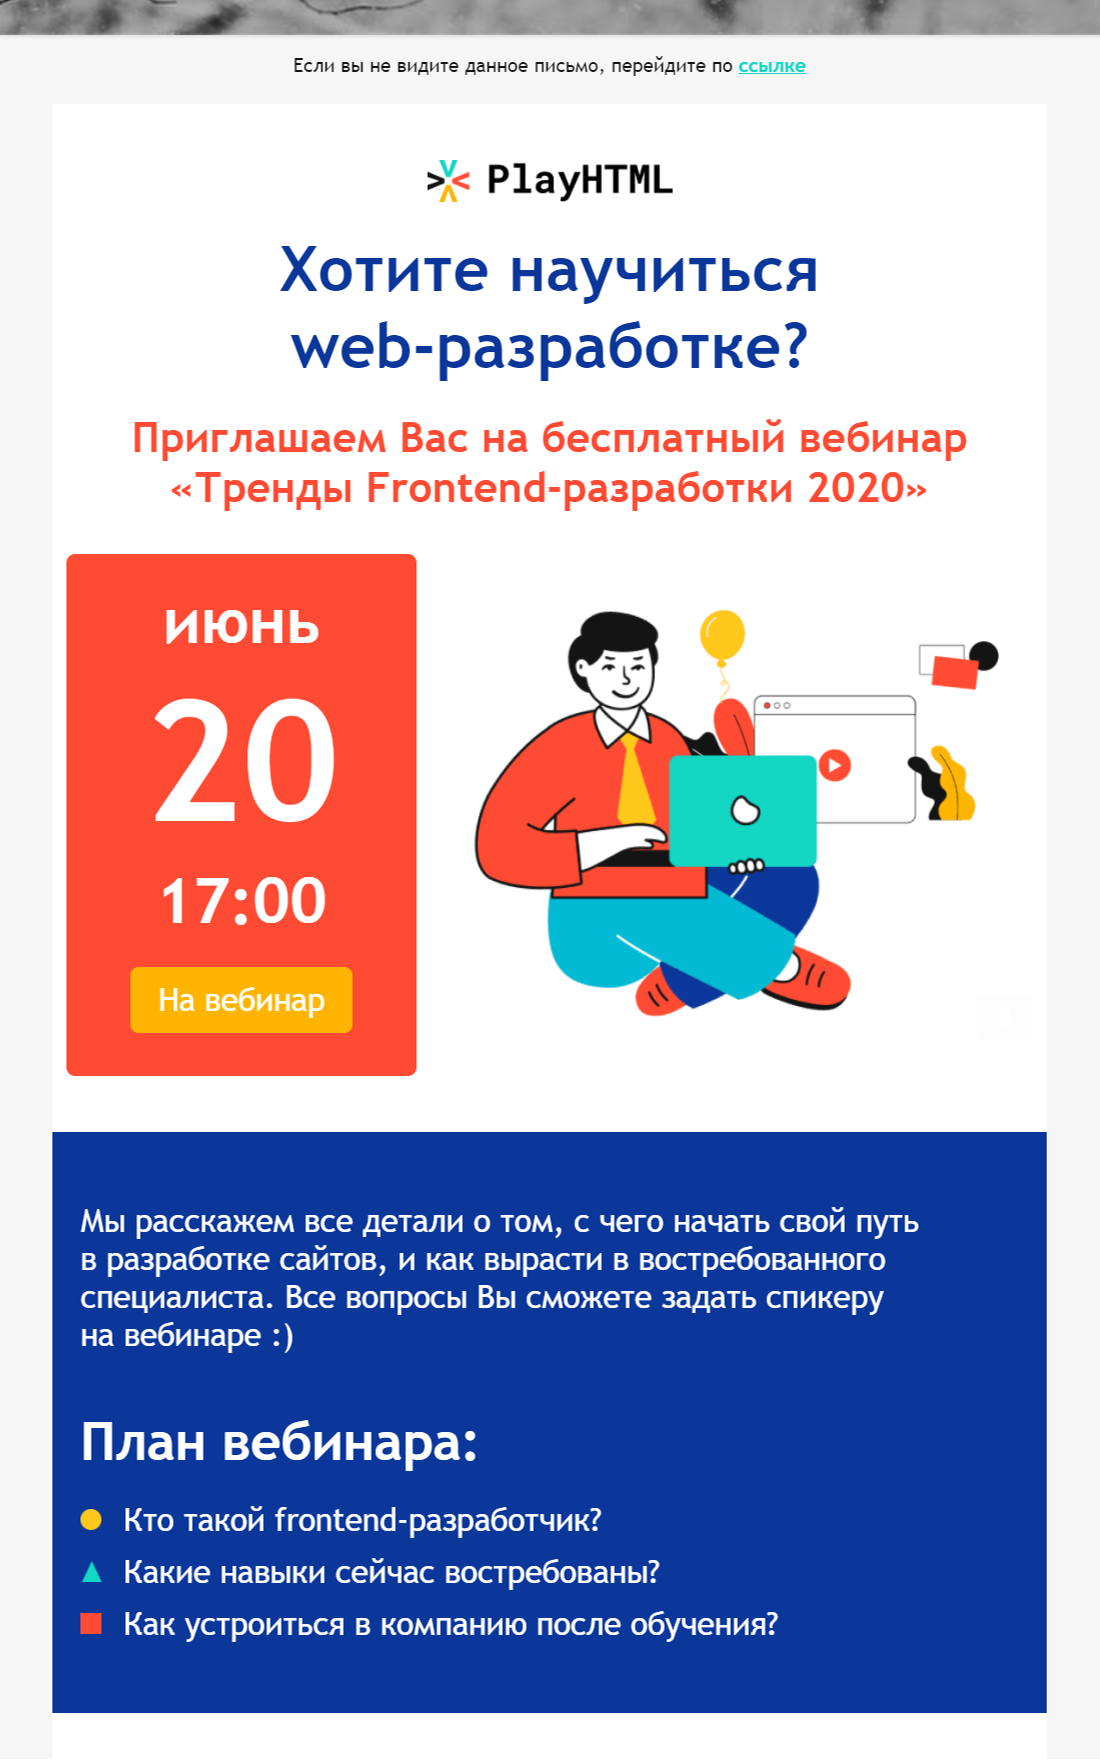 Если вы не видите данное письмо, перейдите по ссылке
PlayHTML
Хотите научиться
web-разработке?
Приглашаем Вас на бесплатный вебинар
«Тренды Frontend-разработки 2020»
июнь
20
17:00
На вебинар
Мы расскажем все детали о том, с чего начать свой путь
в разработке сайтов, и как вырасти в востребованного
специалиста. Все вопросы Вы сможете задать спикеру
на вебинаре :)
План вебинара:
Кто такой frontend-разработчик?
Какие навыки сейчас востребованы?
Как устроиться в компанию после обучения?